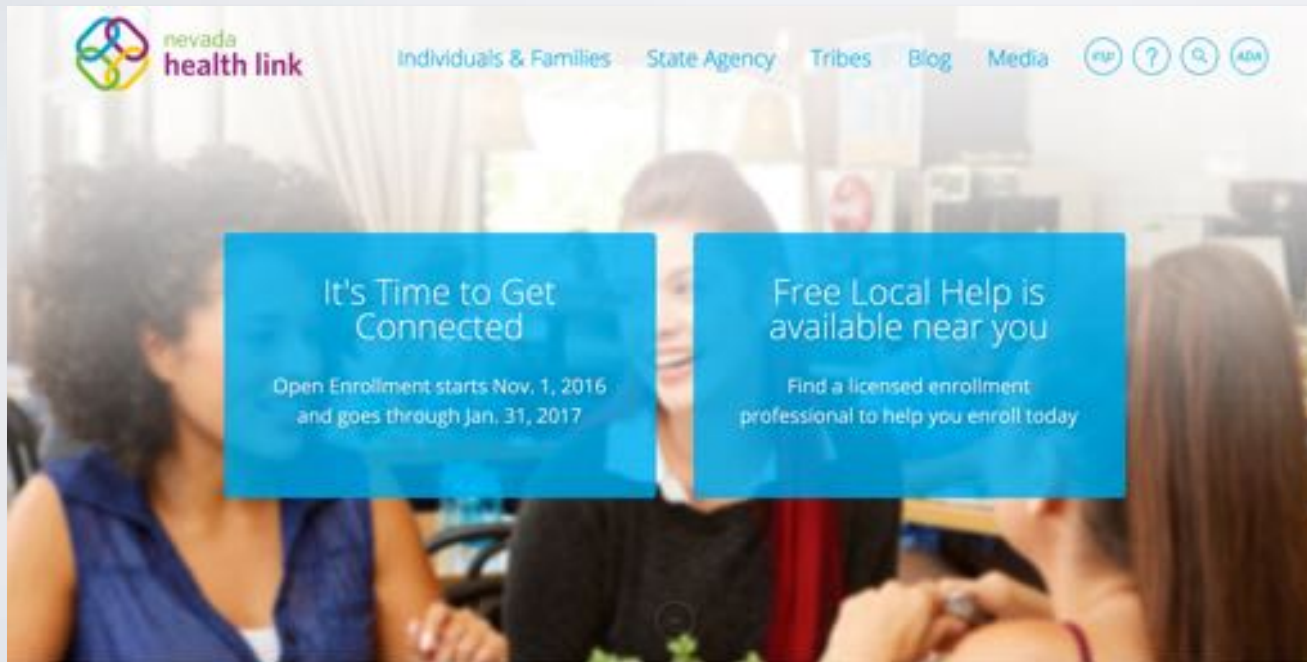 nevada
health link
Individuals & Families State Agency Tribes Blog Media esp ? ADA
It's Time to Get
Connected
Open Enrollment starts Nov. 1, 2016
and goes through Jan. 31, 2017
Free Local Help is
available near you
Find a licensed enrollment
professional to help you enroll today